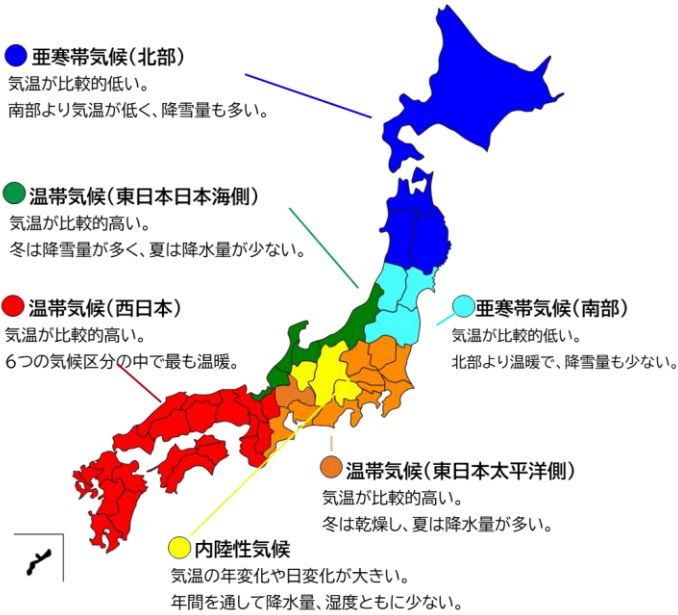 亜寒帯気候（北部）
気温が比較的低い。
南部より気温が低く、降雪量も多い。
温帯気候（東日本日本海側）
気温が比較的高い。
冬は降雪量が多く、夏は降水量が少ない。
温帯気候（西日本）
気温が比較的高い。
6つの気候区分の中で最も温暖。
亜寒帯気候（南部）
気温が比較的低い。
北部より温暖で、降雪量も少ない。
温帯気候（東日本太平洋側）
気温が比較的高い。
冬は乾燥し、夏は降水量が多い。
内陸性気候
気温の年変化や日変化が大きい。
年間を通して降水量、湿度ともに少ない。